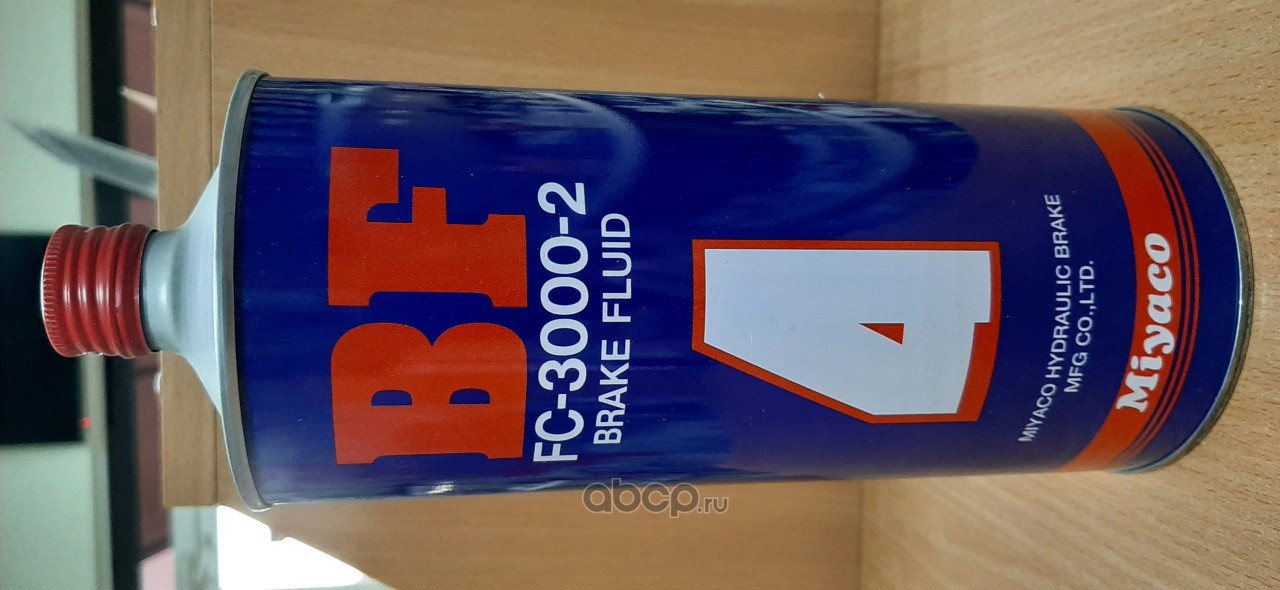 BF
FC-3000-2
BRAKE FLUID
4
MIYACO HYDRAULIC BRAKE
MFG CO.,LTD.
Miyaco
abcp.ru